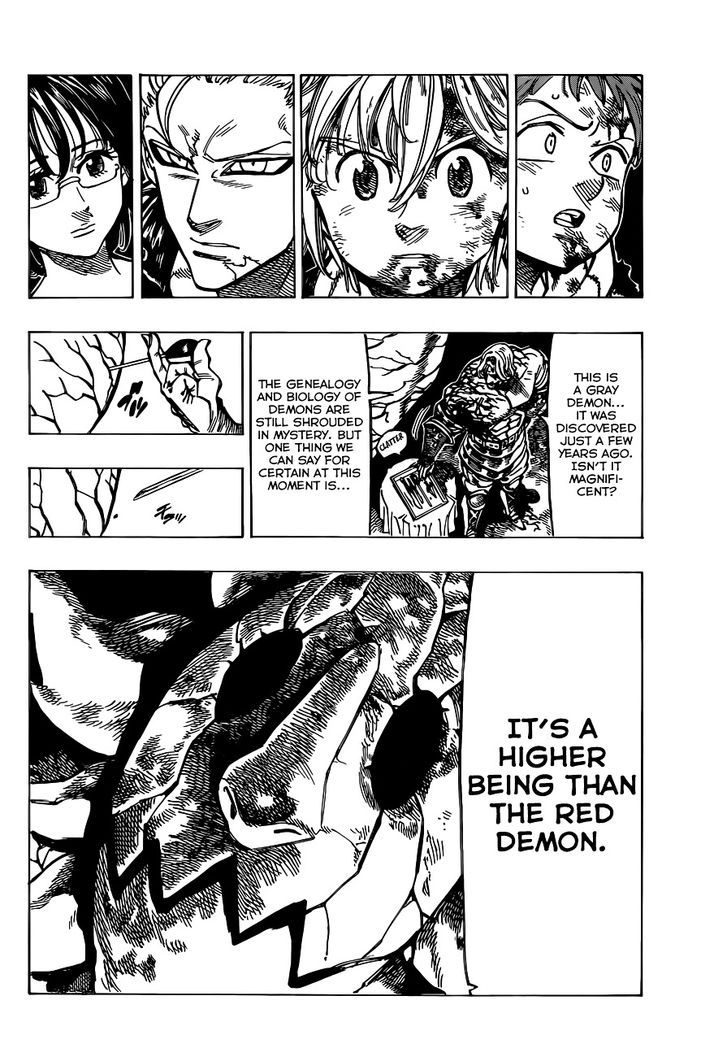 THIS IS
A GRAY
DEMON...
IT WAS
DISCOVERED
JUST A FEW
YEARS AGO.
ISN'T IT
MAGNIFI-
CENT?
CLATTER
THE GENEALOGY
AND BIOLOGY OF
DEMONS ARE
STILL SHROUDED
IN MYSTERY. BUT
ONE THING WE
CAN SAY FOR
CERTAIN AT THIS
MOMENT IS...
IT'S A
HIGHER
BEING THAN
THE RED
DEMON.